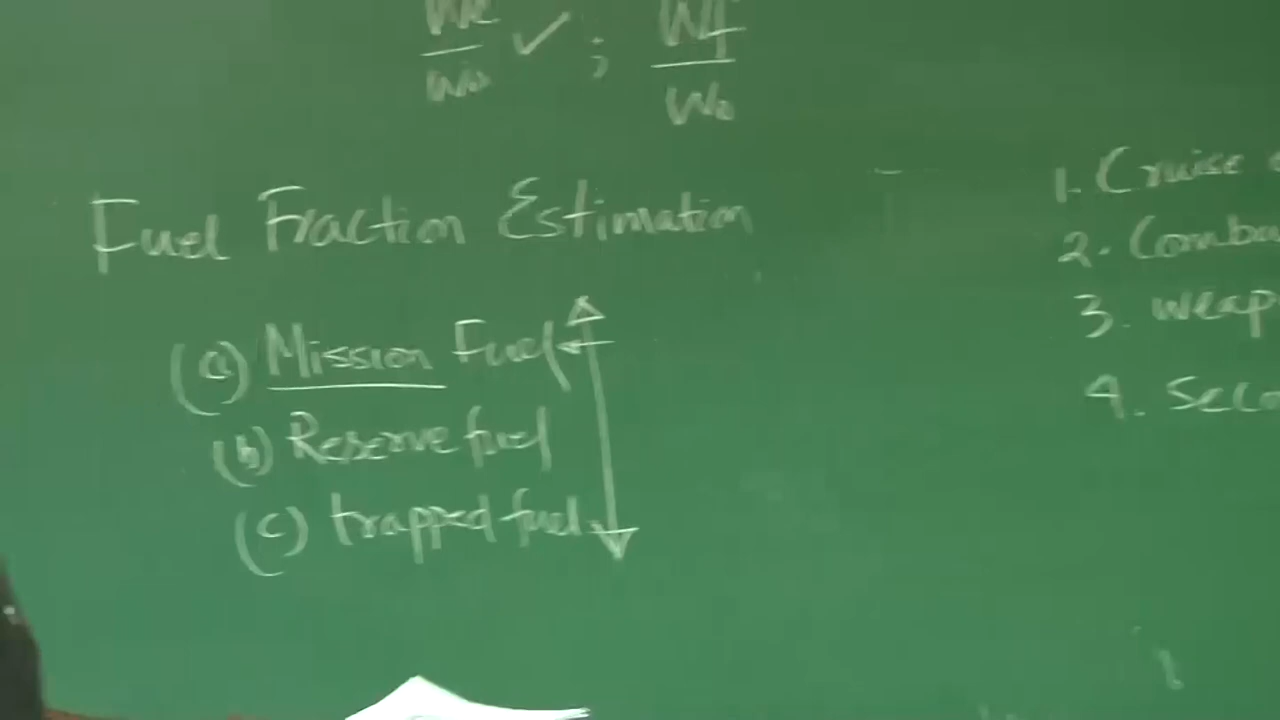 We/Wo ✓ ; Wf/Wo
Fuel Fraction Estimation
(a) Mission Fuel
(b) Reserve fuel
(c) trapped fuel
1. Cruise
2. Comba
3. weap
4. Seco